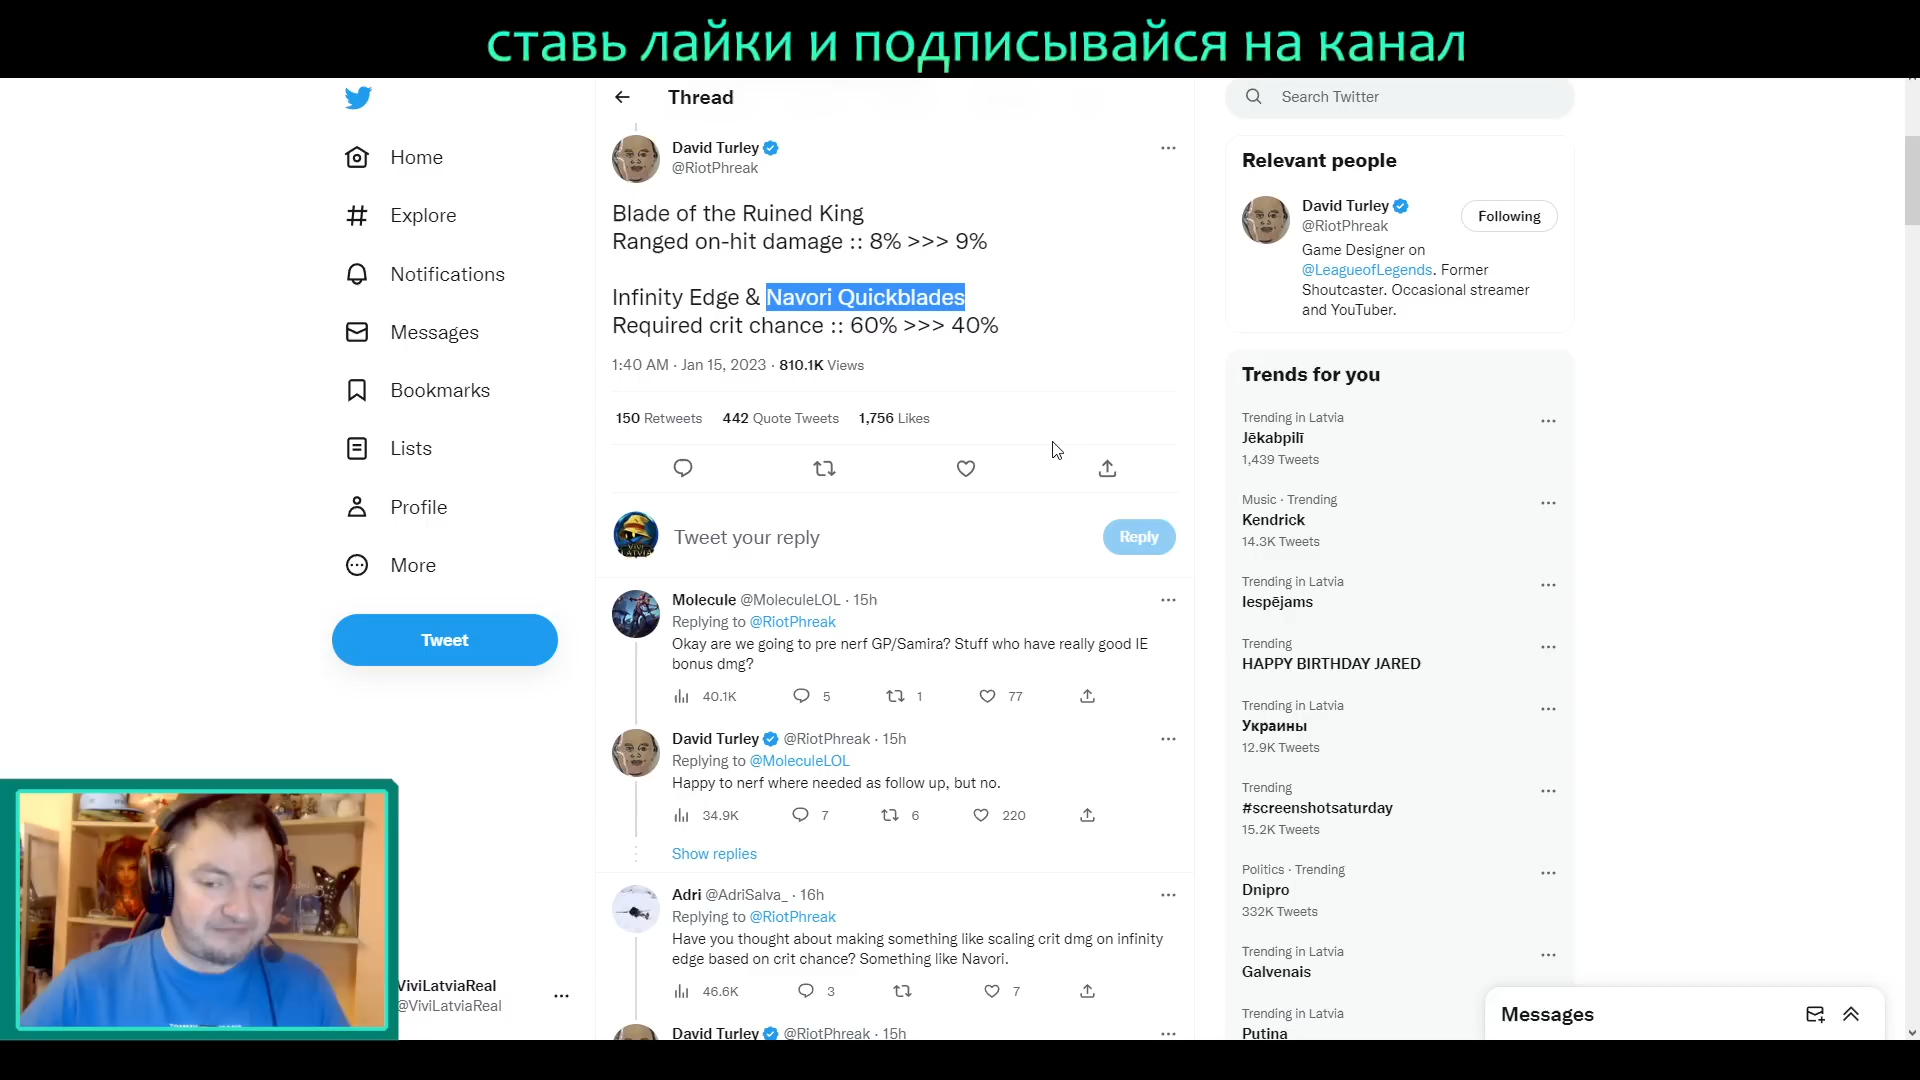 ставь лайки и подписывайся на канал
Home
Explore
Notifications
Messages
Bookmarks
Lists
Profile
More
Tweet
ViviLatviaReal
@ViviLatviaReal
Thread
David Turley
@RiotPhreak
Blade of the Ruined King
Ranged on-hit damage :: 8% >>> 9%
Infinity Edge & Navori Quickblades
Required crit chance :: 60% >>> 40%
1:40 AM · Jan 15, 2023 · 810.1K Views
150 Retweets 442 Quote Tweets 1,756 Likes
Tweet your reply
Reply
Molecule @MoleculeLOL · 15h
Replying to @RiotPhreak
Okay are we going to pre nerf GP/Samira? Stuff who have really good IE
bonus dmg?
40.1K 5 1 77
David Turley @RiotPhreak · 15h
Replying to @MoleculeLOL
Happy to nerf where needed as follow up, but no.
34.9K 7 6 220
Show replies
Adri @AdriSalva_ · 16h
Replying to @RiotPhreak
Have you thought about making something like scaling crit dmg on infinity
edge based on crit chance? Something like Navori.
46.6K 3 7
David Turley @RiotPhreak · 15h
Search Twitter
Relevant people
David Turley
@RiotPhreak
Following
Game Designer on
@LeagueofLegends. Former
Shoutcaster. Occasional streamer
and YouTuber.
Trends for you
Trending in Latvia
Jēkabpilī
1,439 Tweets
Music · Trending
Kendrick
14.3K Tweets
Trending in Latvia
Iespējams
Trending
HAPPY BIRTHDAY JARED
Trending in Latvia
Украины
12.9K Tweets
Trending
#screenshotsaturday
15.2K Tweets
Politics · Trending
Dnipro
332K Tweets
Trending in Latvia
Galvenais
Trending in Latvia
Putina
Messages